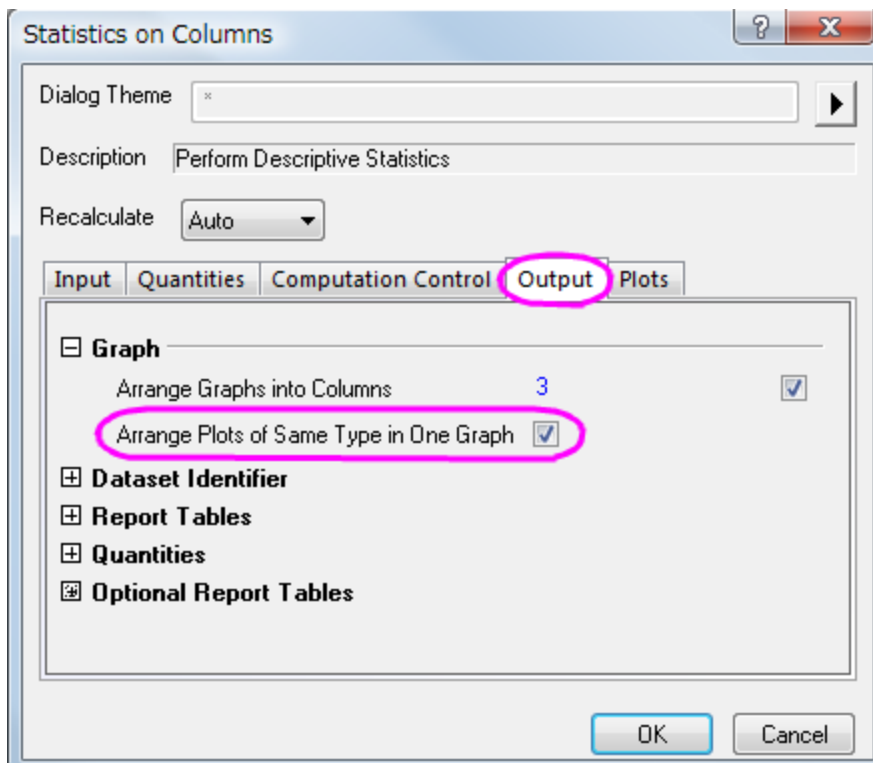 Statistics on Columns
Dialog Theme *
Description Perform Descriptive Statistics
Recalculate Auto
Input Quantities Computation Control Output Plots
Graph
Arrange Graphs into Columns 3
Arrange Plots of Same Type in One Graph
Dataset Identifier
Report Tables
Quantities
Optional Report Tables
OK Cancel